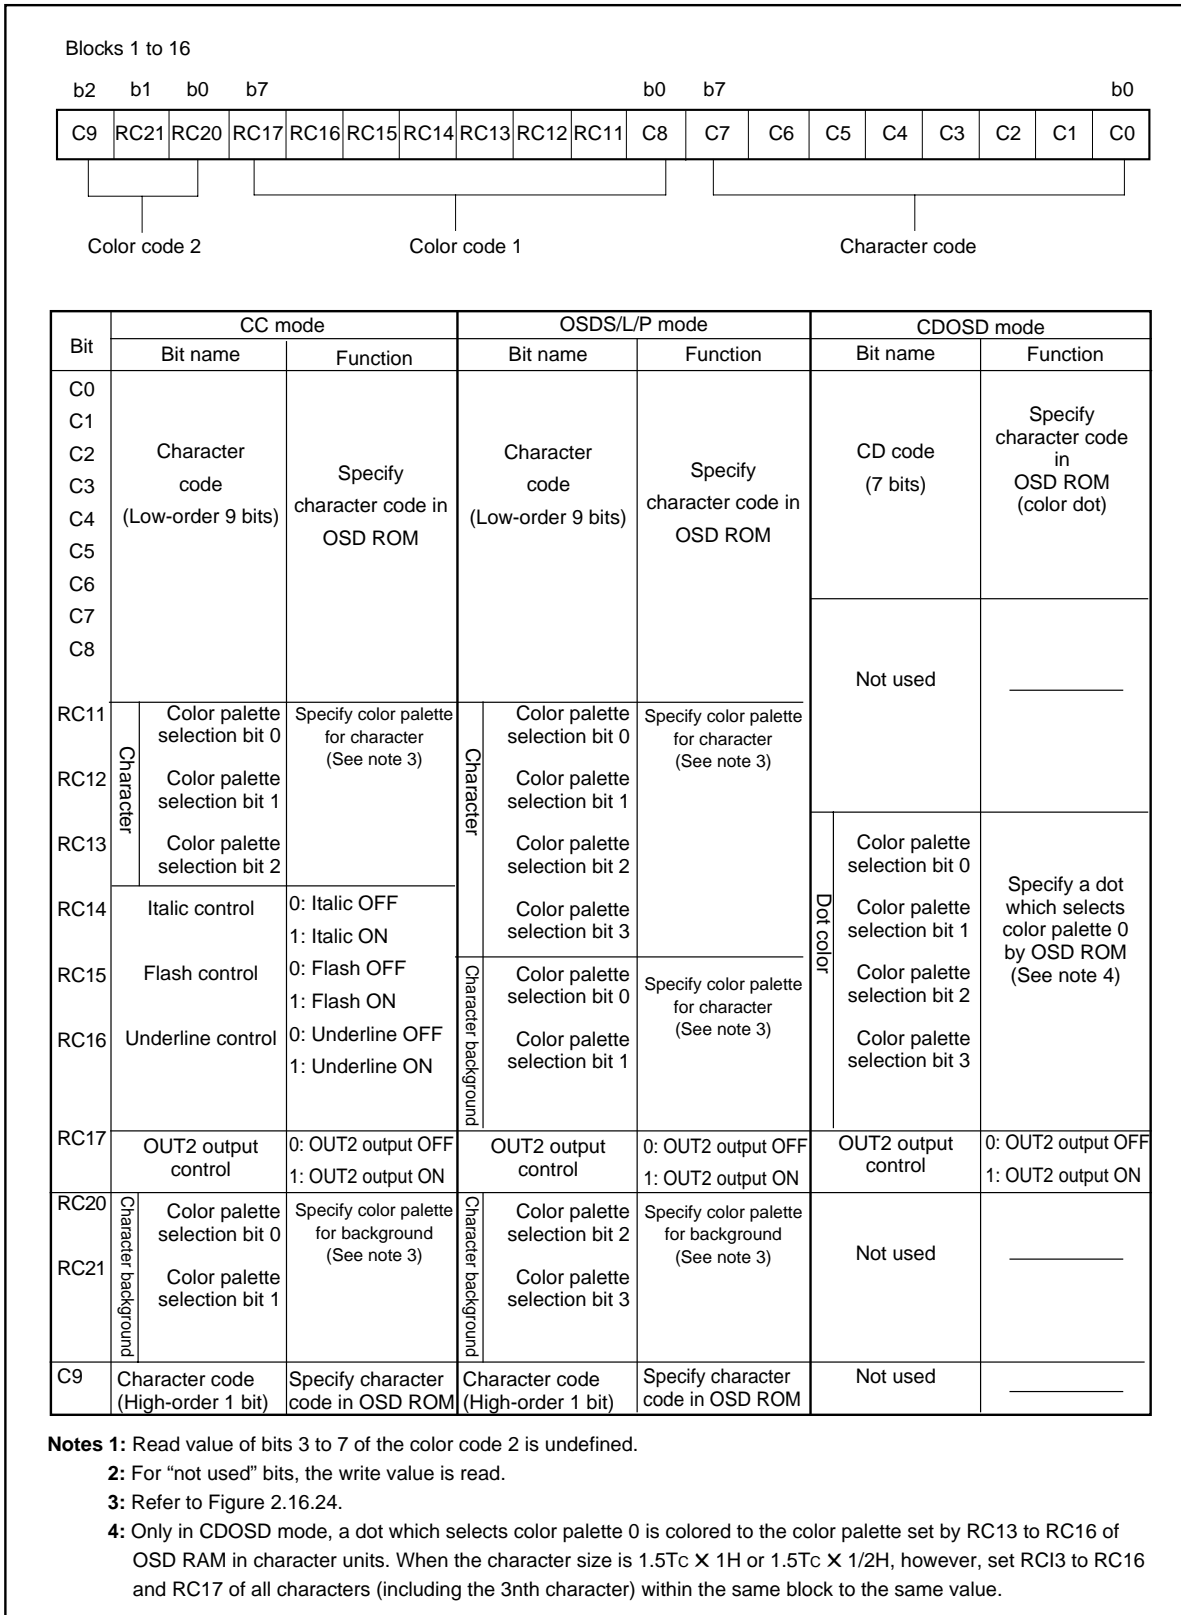 Blocks 1 to 16
b2 b1 b0 b7 b0 b7 b0
C9 RC21 RC20 RC17 RC16 RC15 RC14 RC13 RC12 RC11 C8 C7 C6 C5 C4 C3 C2 C1 C0
Color code 2 Color code 1 Character code
Bit CC mode OSDS/L/P mode CDOSD mode
Bit name Function Bit name Function Bit name Function
C0
C1
C2
C3
C4
C5
C6
C7
C8
Character
code
(Low-order 9 bits)
Specify
character code in
OSD ROM
Character
code
(Low-order 9 bits)
Specify
character code in
OSD ROM
CD code
(7 bits)
Specify
character code
in
OSD ROM
(color dot)
Not used
RC11
RC12
RC13
Character
Color palette
selection bit 0
Color palette
selection bit 1
Color palette
selection bit 2
Specify color palette
for character
(See note 3)
Character
Color palette
selection bit 0
Color palette
selection bit 1
Color palette
selection bit 2
Color palette
selection bit 3
Specify color palette
for character
(See note 3)
RC14
Italic control
0: Italic OFF
1: Italic ON
RC15
Flash control
0: Flash OFF
1: Flash ON
RC16
Underline control
0: Underline OFF
1: Underline ON
Character background
Color palette
selection bit 0
Color palette
selection bit 1
Specify color palette
for character
(See note 3)
Dot color
Color palette
selection bit 0
Color palette
selection bit 1
Color palette
selection bit 2
Color palette
selection bit 3
Specify a dot
which selects
color palette 0
by OSD ROM
(See note 4)
RC17
OUT2 output
control
0: OUT2 output OFF
1: OUT2 output ON
OUT2 output
control
0: OUT2 output OFF
1: OUT2 output ON
OUT2 output
control
0: OUT2 output OFF
1: OUT2 output ON
RC20
RC21
Character background
Color palette
selection bit 0
Color palette
selection bit 1
Specify color palette
for background
(See note 3)
Character background
Color palette
selection bit 2
Color palette
selection bit 3
Specify color palette
for background
(See note 3)
Not used
C9
Character code
(High-order 1 bit)
Specify character
code in OSD ROM
Character code
(High-order 1 bit)
Specify character
code in OSD ROM
Not used
Notes 1: Read value of bits 3 to 7 of the color code 2 is undefined.
2: For “not used” bits, the write value is read.
3: Refer to Figure 2.16.24.
4: Only in CDOSD mode, a dot which selects color palette 0 is colored to the color palette set by RC13 to RC16 of
OSD RAM in character units. When the character size is 1.5TC ✕ 1H or 1.5TC ✕ 1/2H, however, set RCI3 to RC16
and RC17 of all characters (including the 3nth character) within the same block to the same value.